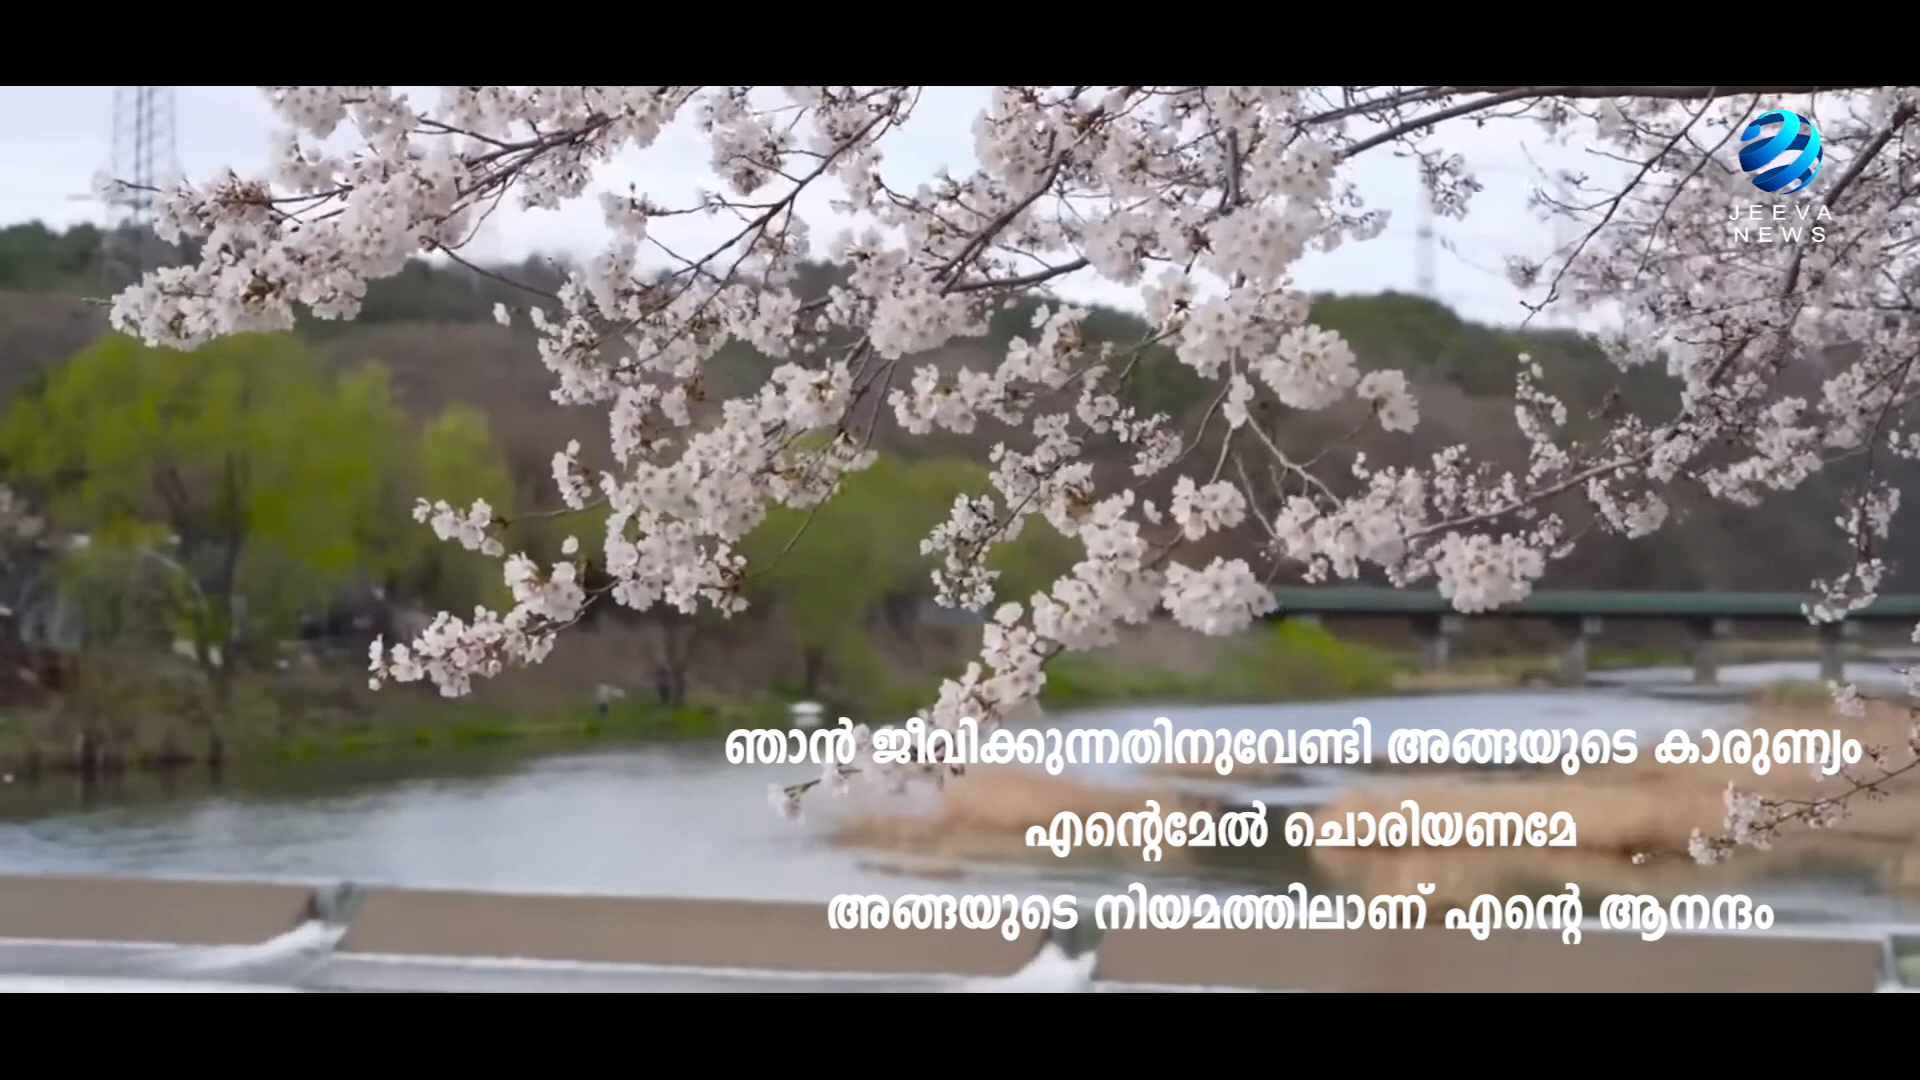 JEEVA
NEWS
ഞാൻ ജീവിക്കുന്നതിനുവേണ്ടി അങ്ങയുടെ കാരുണ്യം
എന്റെമേൽ ചൊരിയണമേ
അങ്ങയുടെ നിയമത്തിലാണ് എന്റെ ആനന്ദം